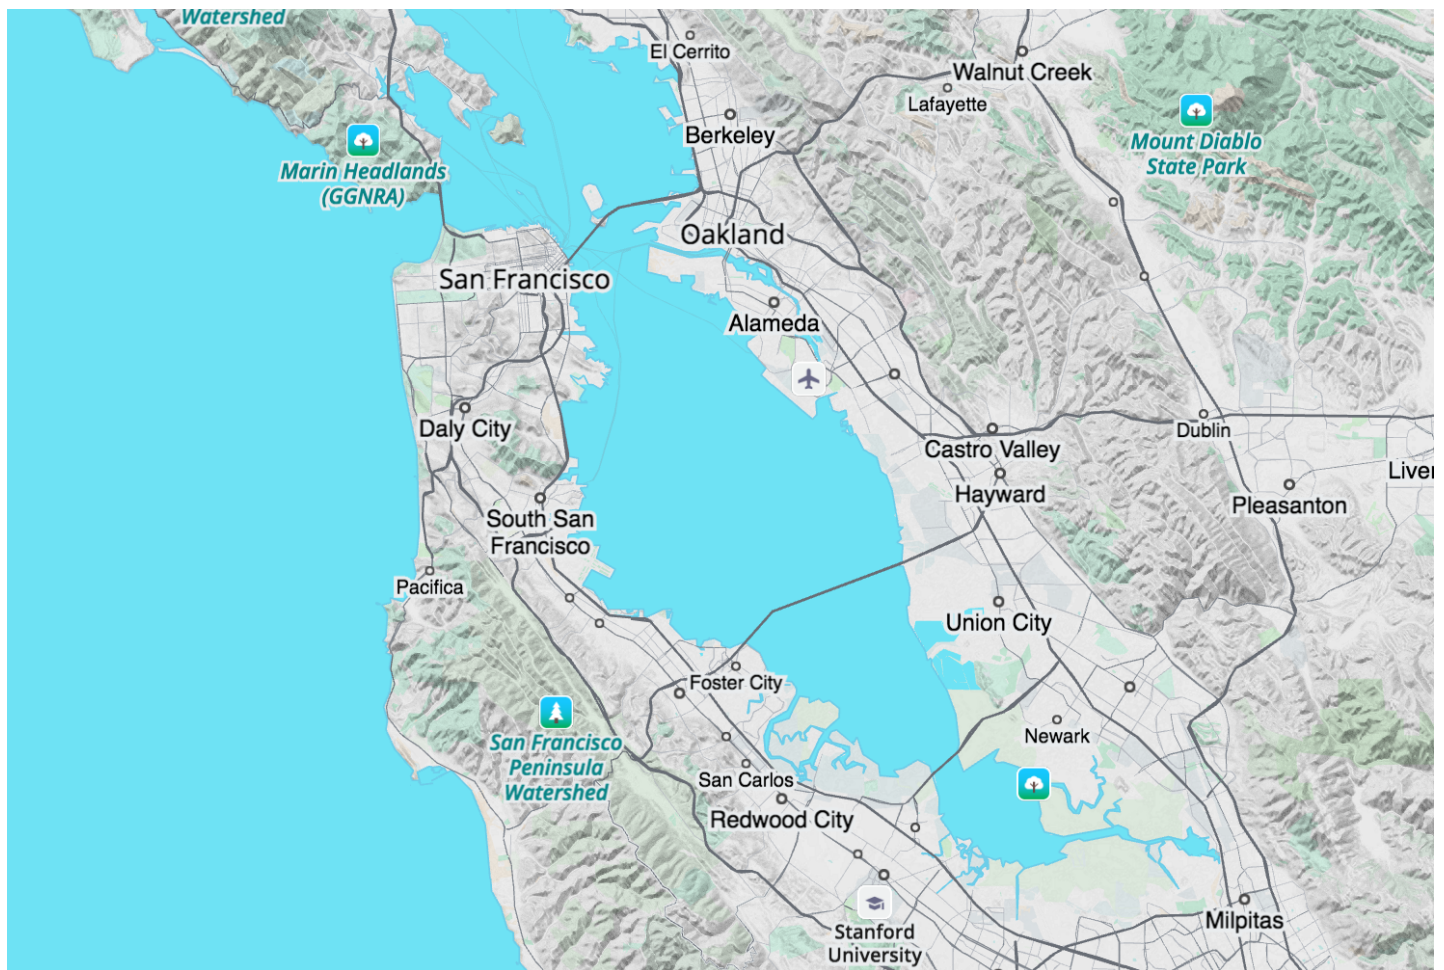 Watershed
El Cerrito
Walnut Creek
Lafayette
Berkeley
Mount Diablo
State Park
Marin Headlands
(GGNRA)
Oakland
San Francisco
Alameda
Daly City
Dublin
Castro Valley
Liver
Hayward
Pleasanton
South San
Francisco
Pacifica
Union City
Foster City
Newark
San Francisco
Peninsula
Watershed
San Carlos
Redwood City
Milpitas
Stanford
University